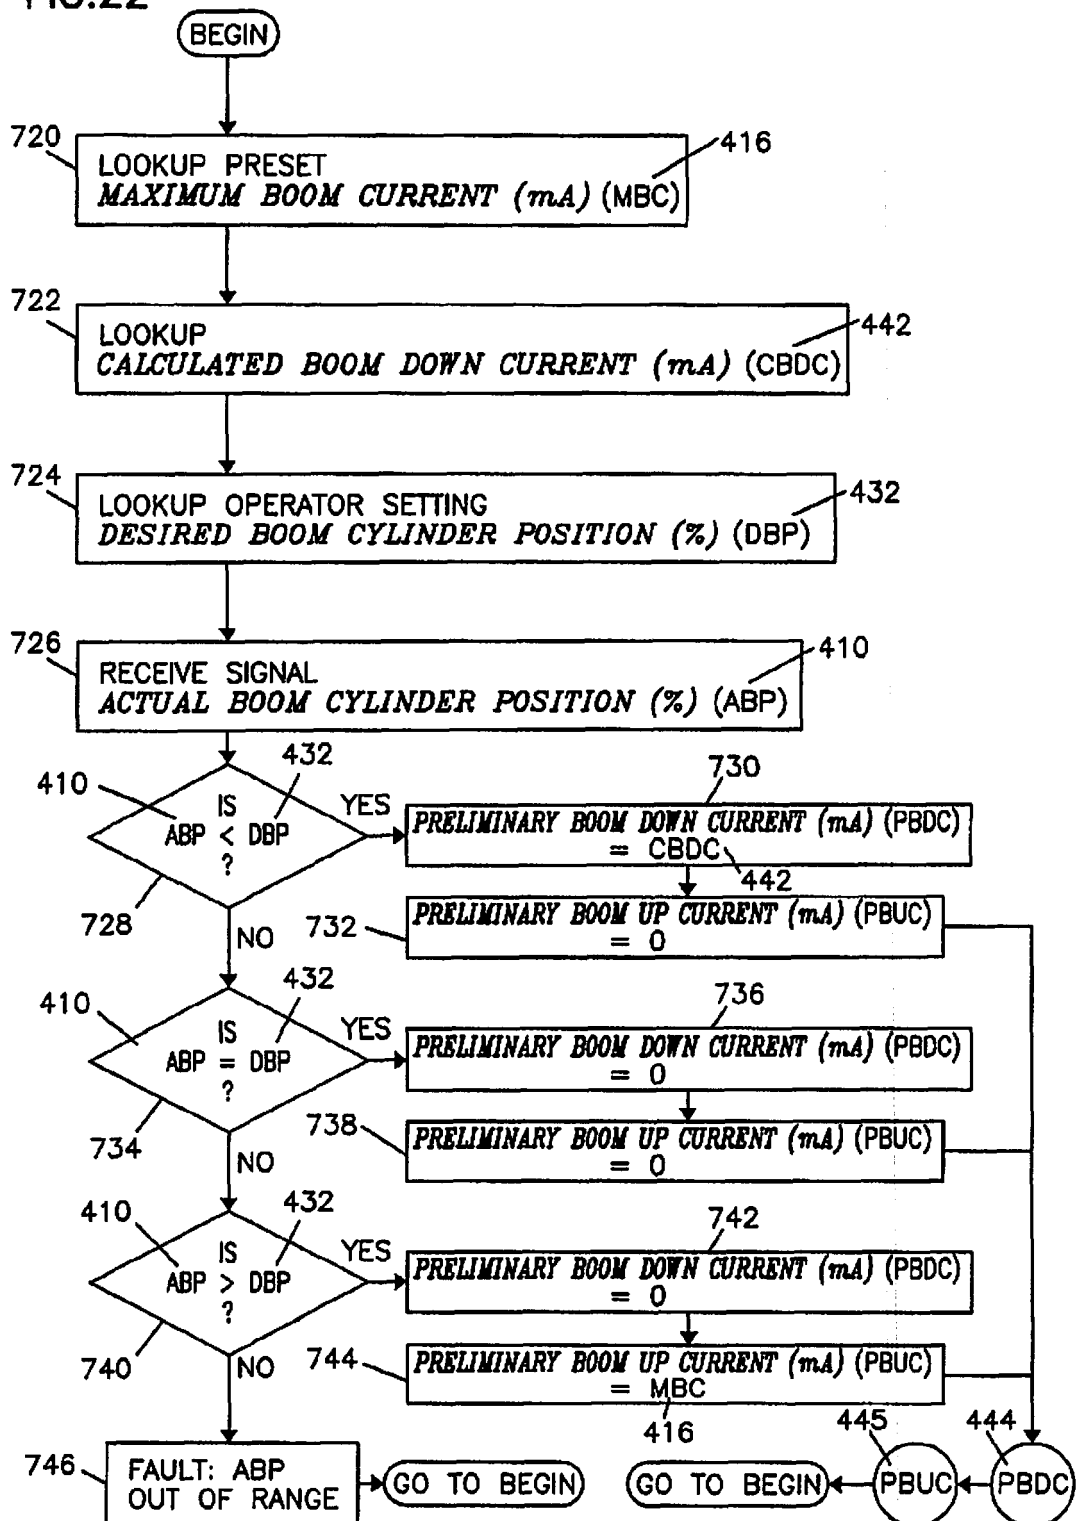 FIG.22
BEGIN
720
416
LOOKUP PRESET
MAXIMUM BOOM CURRENT (mA) (MBC)
722
442
LOOKUP
CALCULATED BOOM DOWN CURRENT (mA) (CBDC)
724
432
LOOKUP OPERATOR SETTING
DESIRED BOOM CYLINDER POSITION (%) (DBP)
726
410
RECEIVE SIGNAL
ACTUAL BOOM CYLINDER POSITION (%) (ABP)
410
432
IS
ABP < DBP
?
728
YES
NO
730
PRELIMINARY BOOM DOWN CURRENT (mA) (PBDC)
= CBDC
442
732
PRELIMINARY BOOM UP CURRENT (mA) (PBUC)
= 0
410
432
IS
ABP = DBP
?
734
YES
NO
736
PRELIMINARY BOOM DOWN CURRENT (mA) (PBDC)
= 0
738
PRELIMINARY BOOM UP CURRENT (mA) (PBUC)
= 0
410
432
IS
ABP > DBP
?
740
YES
NO
742
PRELIMINARY BOOM DOWN CURRENT (mA) (PBDC)
= 0
744
PRELIMINARY BOOM UP CURRENT (mA) (PBUC)
= MBC
416
746
FAULT: ABP
OUT OF RANGE
GO TO BEGIN
GO TO BEGIN
445
PBUC
444
PBDC